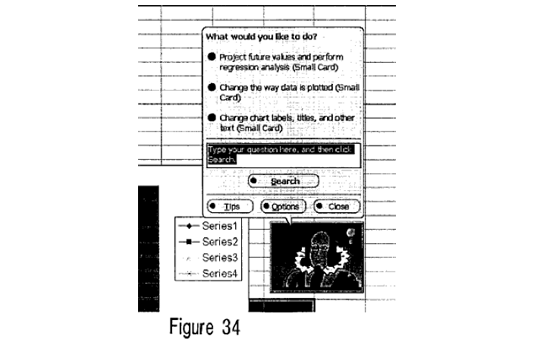 What would you like to do?
Project future values and perform
regression analysis (Small Card)
Change the way data is plotted (Small
Card)
Change chart labels, titles, and other
text (Small Card)
Type your question here, and then click
Search.
Search
Tips
Options
Close
Series1
Series2
Series3
Series4
Figure 34